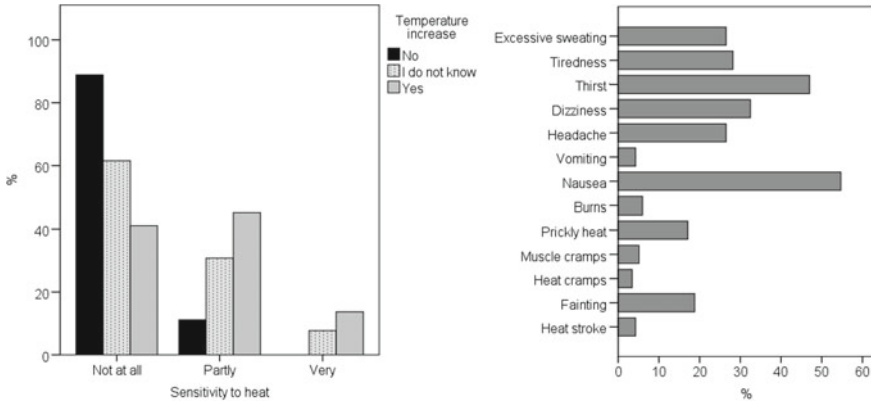 Temperature
increase
No
I do not know
Yes
100
80
60
40
20
0
%
Not at all
Partly
Very
Sensitivity to heat
Excessive sweating
Tiredness
Thirst
Dizziness
Headache
Vomiting
Nausea
Burns
Prickly heat
Muscle cramps
Heat cramps
Fainting
Heat stroke
0 10 20 30 40 50 60
%